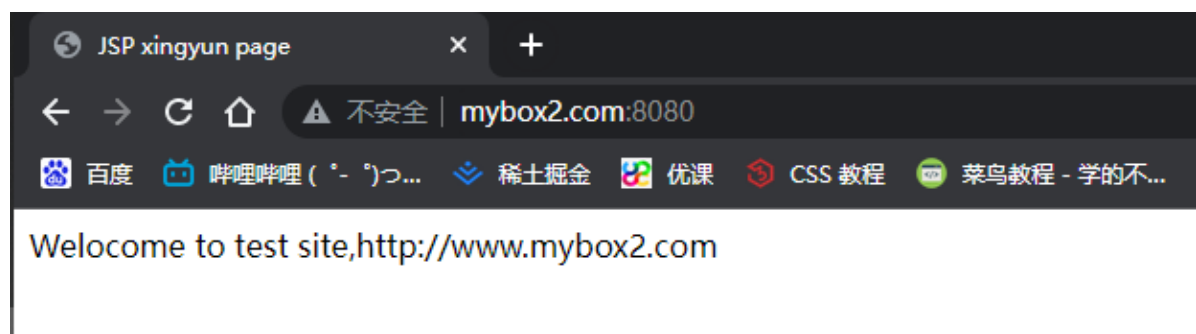 JSP xingyun page
不安全 mybox2.com:8080
百度 哔哩哔哩 ( ゜- ゜)つ... 稀土掘金 优课 CSS 教程 菜鸟教程 - 学的不...
Welocome to test site,http://www.mybox2.com